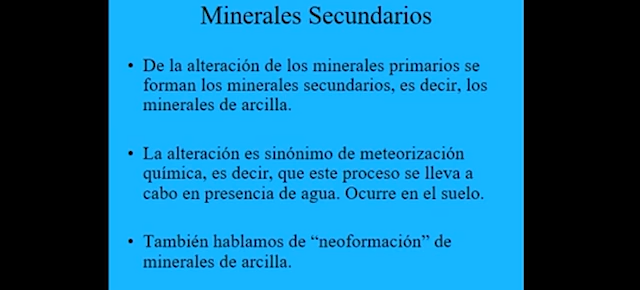 Minerales Secundarios
• De la alteración de los minerales primarios se
forman los minerales secundarios, es decir, los
minerales de arcilla.
• La alteración es sinónimo de meteorización
química, es decir, que este proceso se lleva a
cabo en presencia de agua. Ocurre en el suelo.
• También hablamos de “neoformación” de
minerales de arcilla.